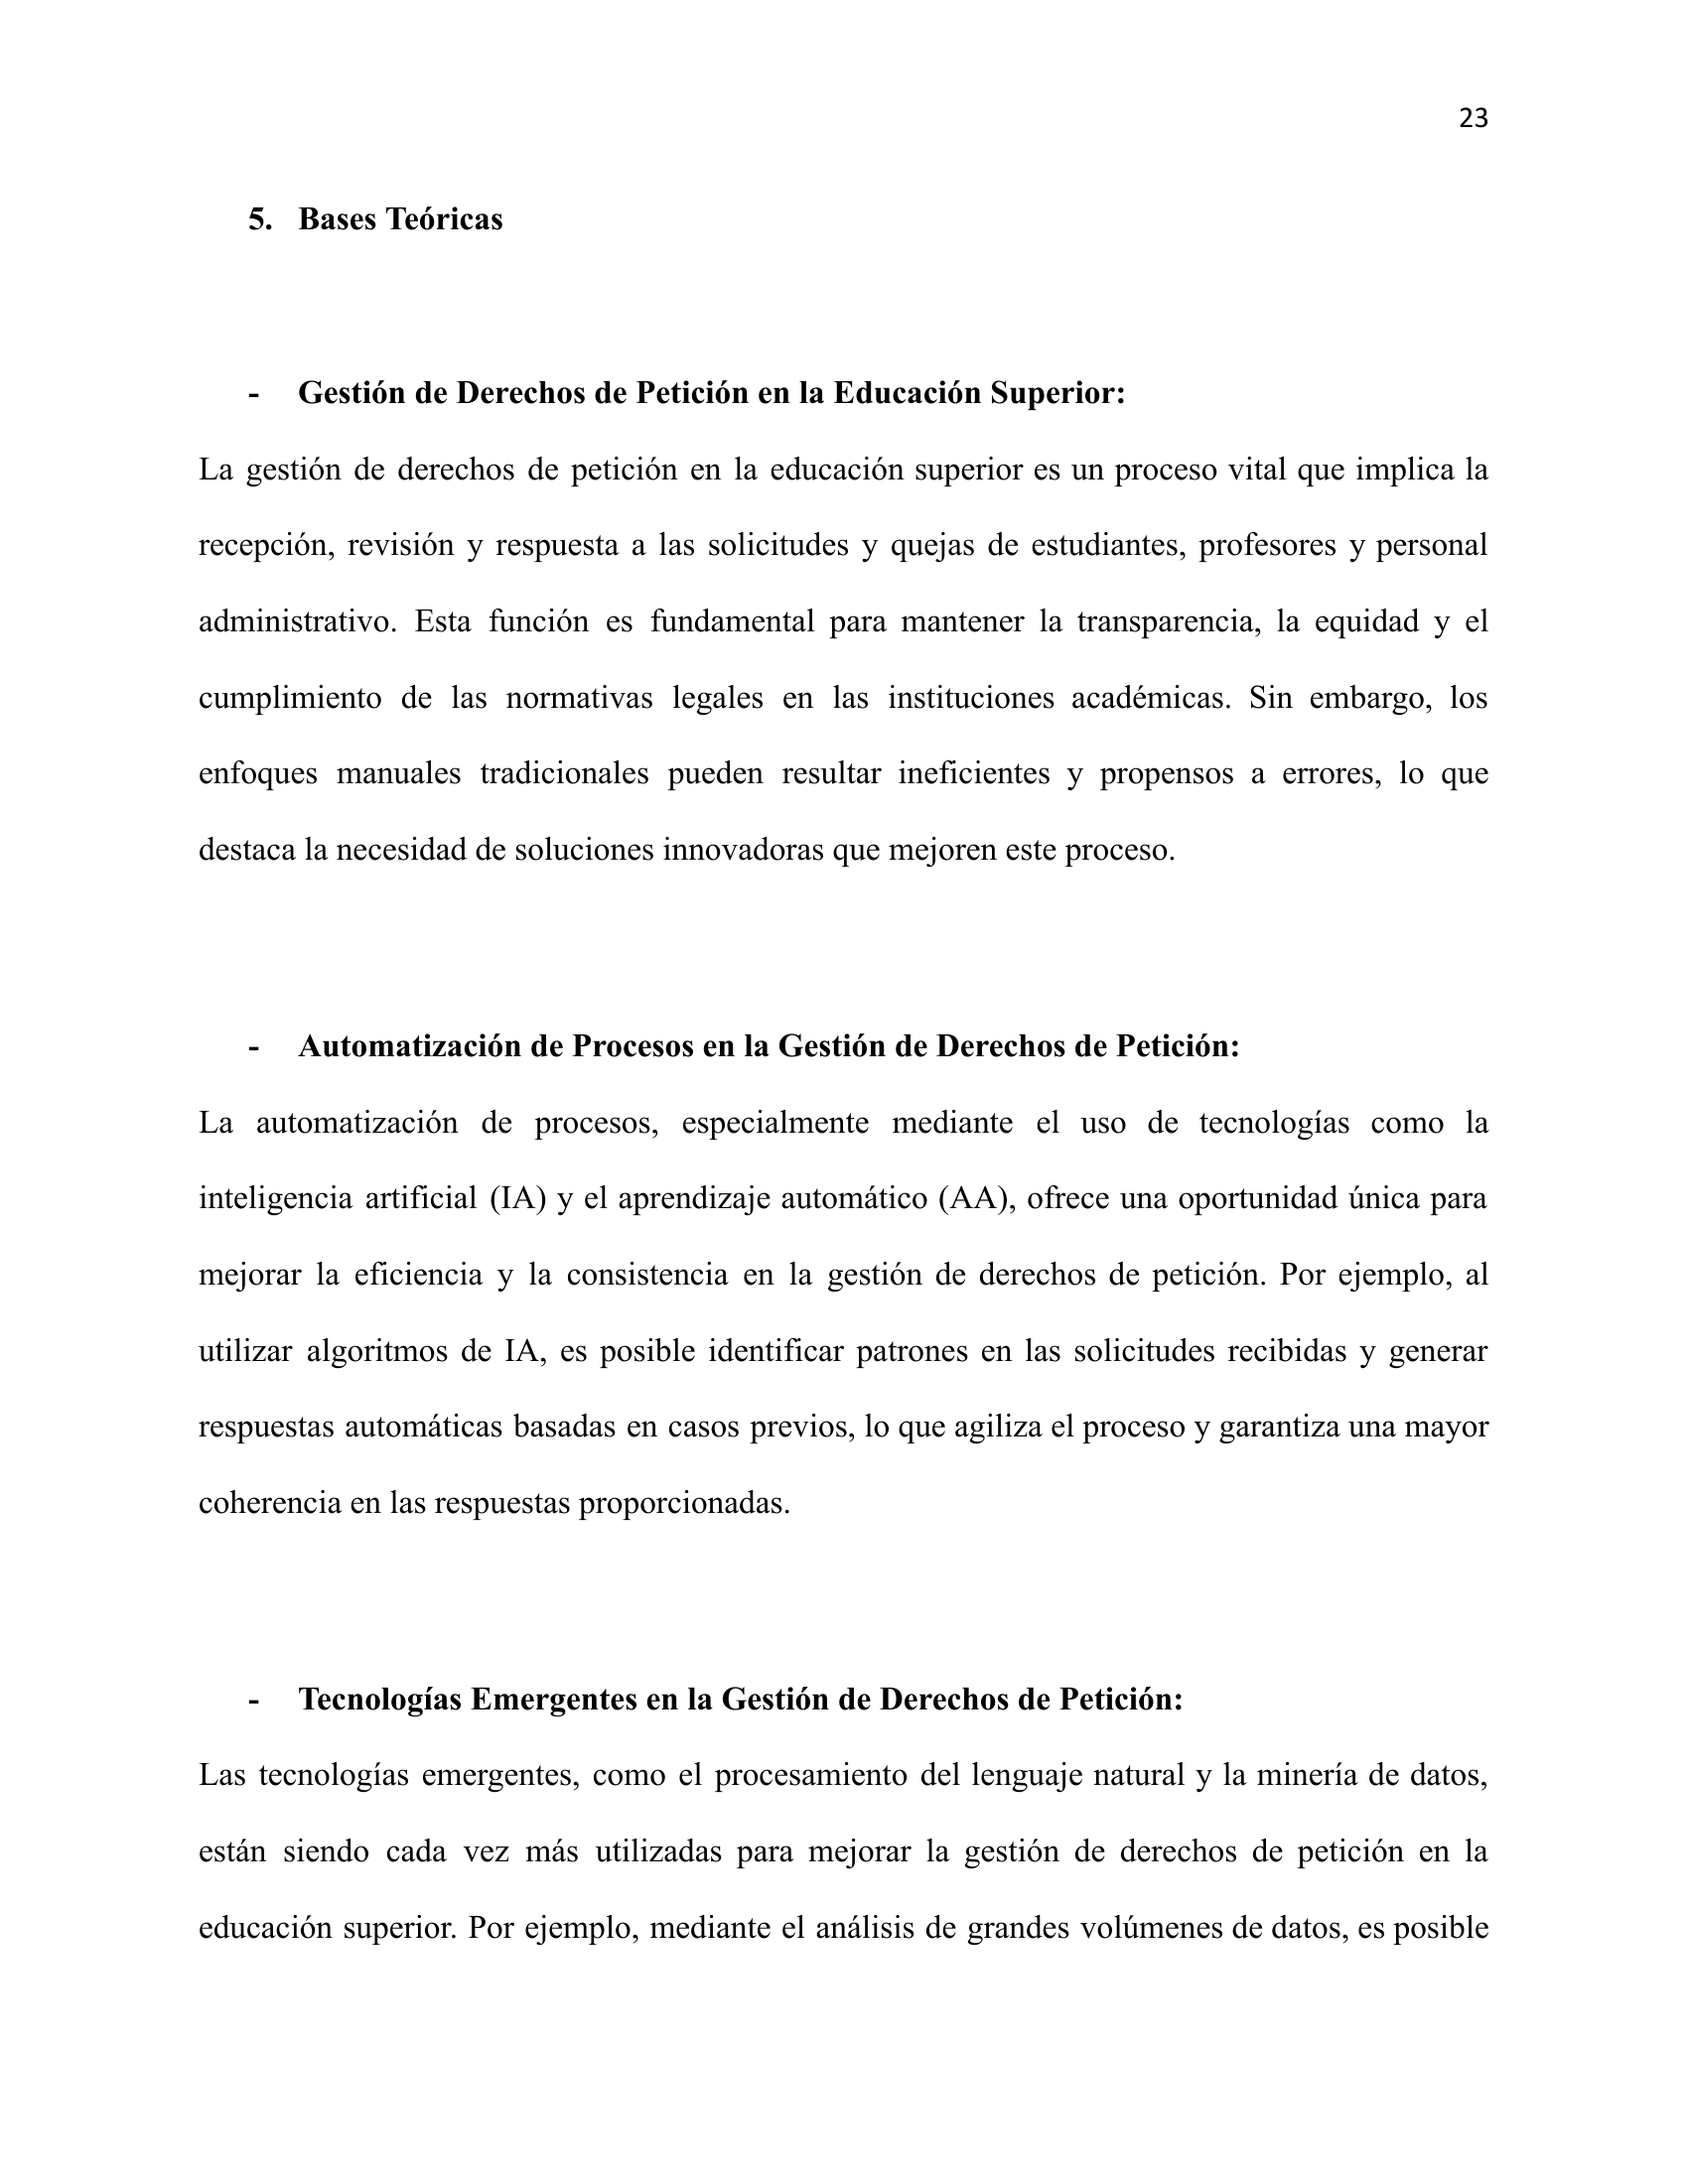 23
5. Bases Teóricas
- Gestión de Derechos de Petición en la Educación Superior:
La gestión de derechos de petición en la educación superior es un proceso vital que implica la
recepción, revisión y respuesta a las solicitudes y quejas de estudiantes, profesores y personal
administrativo. Esta función es fundamental para mantener la transparencia, la equidad y el
cumplimiento de las normativas legales en las instituciones académicas. Sin embargo, los
enfoques manuales tradicionales pueden resultar ineficientes y propensos a errores, lo que
destaca la necesidad de soluciones innovadoras que mejoren este proceso.
- Automatización de Procesos en la Gestión de Derechos de Petición:
La automatización de procesos, especialmente mediante el uso de tecnologías como la
inteligencia artificial (IA) y el aprendizaje automático (AA), ofrece una oportunidad única para
mejorar la eficiencia y la consistencia en la gestión de derechos de petición. Por ejemplo, al
utilizar algoritmos de IA, es posible identificar patrones en las solicitudes recibidas y generar
respuestas automáticas basadas en casos previos, lo que agiliza el proceso y garantiza una mayor
coherencia en las respuestas proporcionadas.
- Tecnologías Emergentes en la Gestión de Derechos de Petición:
Las tecnologías emergentes, como el procesamiento del lenguaje natural y la minería de datos,
están siendo cada vez más utilizadas para mejorar la gestión de derechos de petición en la
educación superior. Por ejemplo, mediante el análisis de grandes volúmenes de datos, es posible